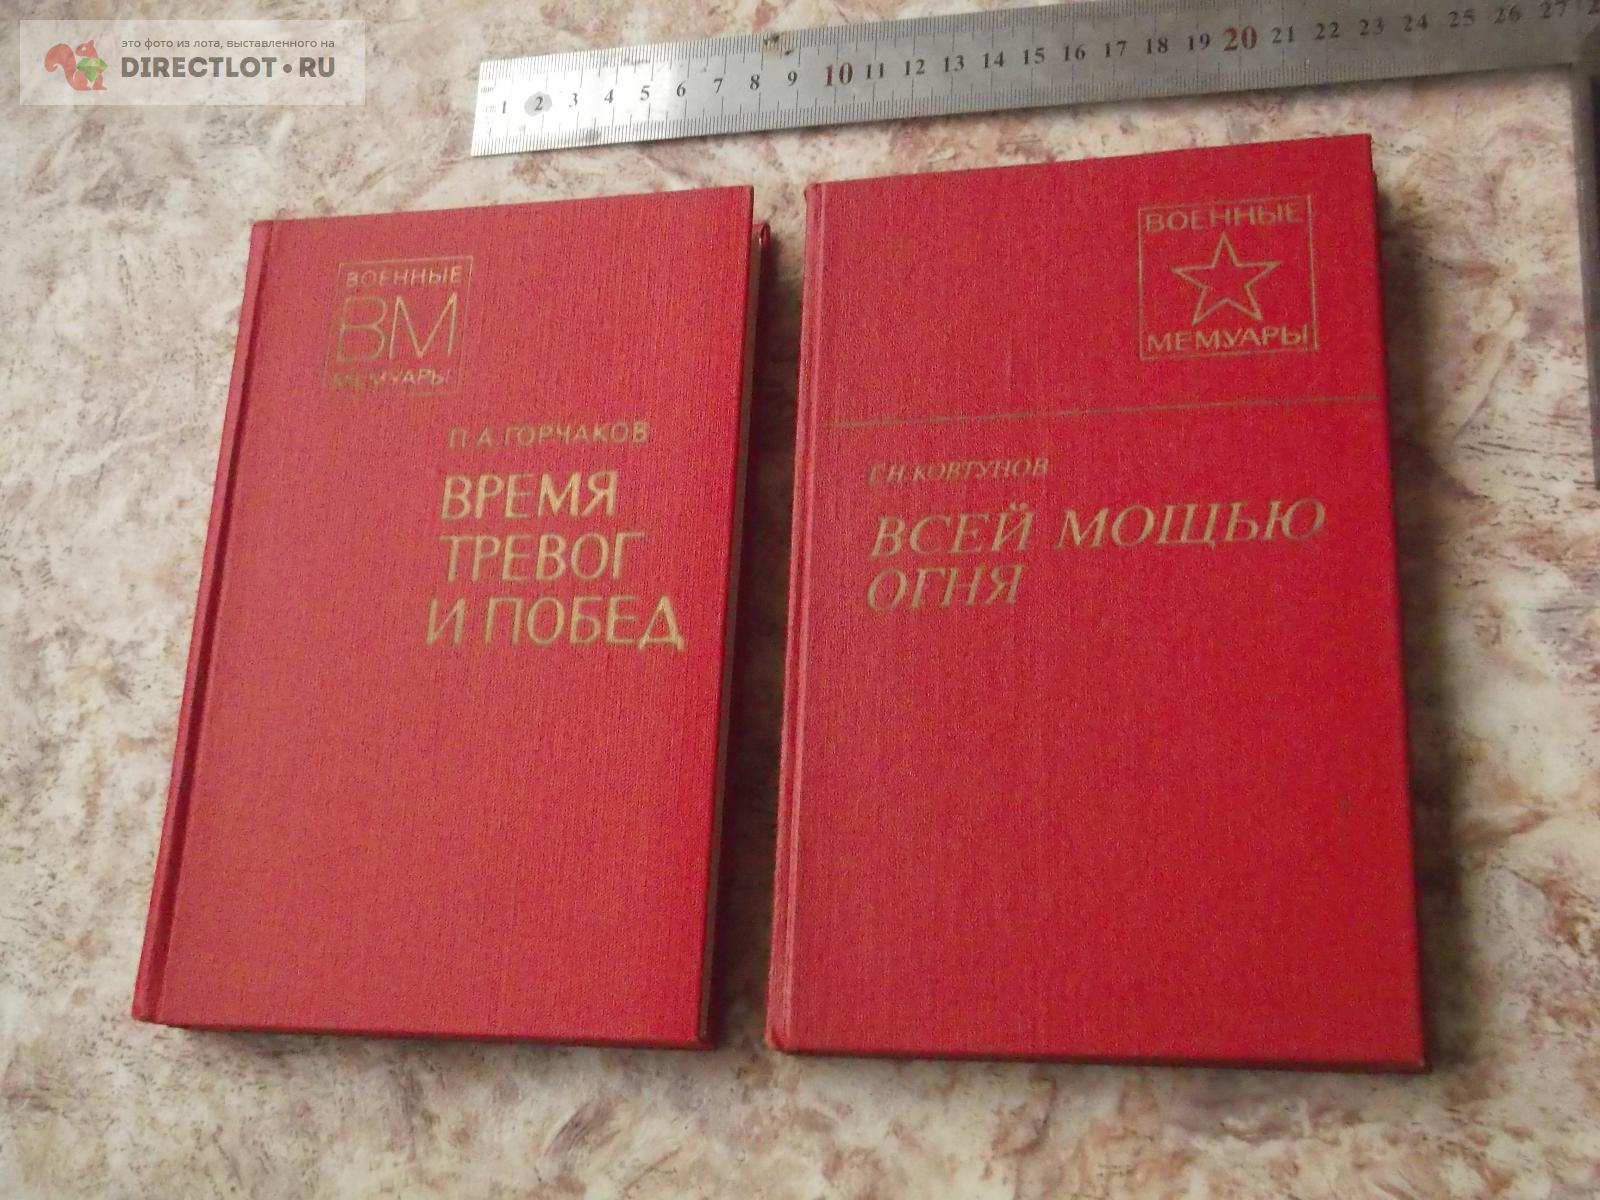 это фото из лота, выставленного на
DIRECTLOT•RU
1 2 3 4 5 6 7 8 9 10 11 12 13 14 15 16 17 18 19 20 21 22 23 24 25 26 27
ВОЕННЫЕ
ВМ
МЕМУАРЫ
П.А.ГОРЧАКОВ
ВРЕМЯ
ТРЕВОГ
И ПОБЕД
ВОЕННЫЕ
МЕМУАРЫ
Г.Н.КОВТУНОВ
ВСЕЙ МОЩЬЮ
ОГНЯ